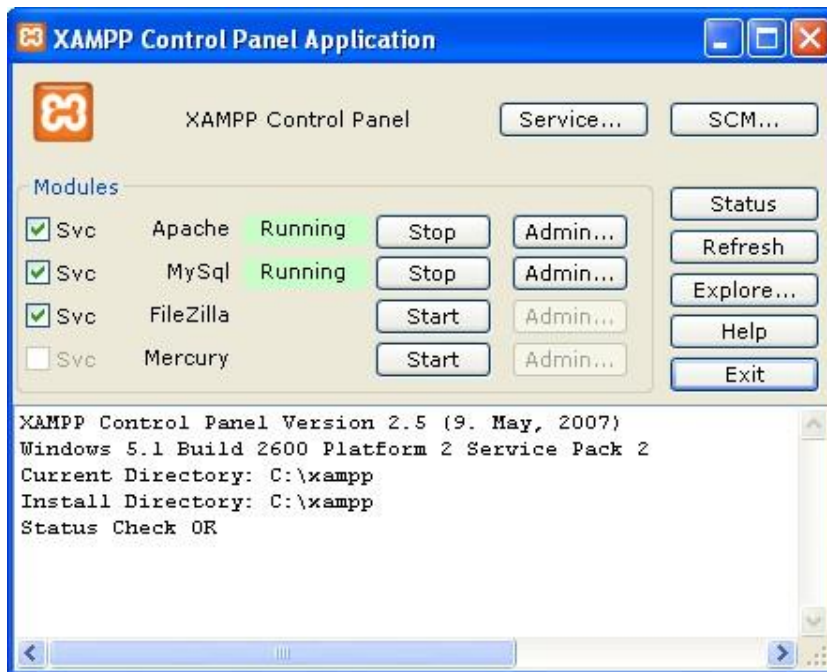 XAMPP Control Panel Application
XAMPP Control Panel Service... SCM...
Modules
Svc Apache Running Stop Admin...
Svc MySql Running Stop Admin...
Svc FileZilla Start Admin...
Svc Mercury Start Admin...
Status
Refresh
Explore...
Help
Exit
XAMPP Control Panel Version 2.5 (9. May, 2007)
Windows 5.1 Build 2600 Platform 2 Service Pack 2
Current Directory: C:\xampp
Install Directory: C:\xampp
Status Check OK